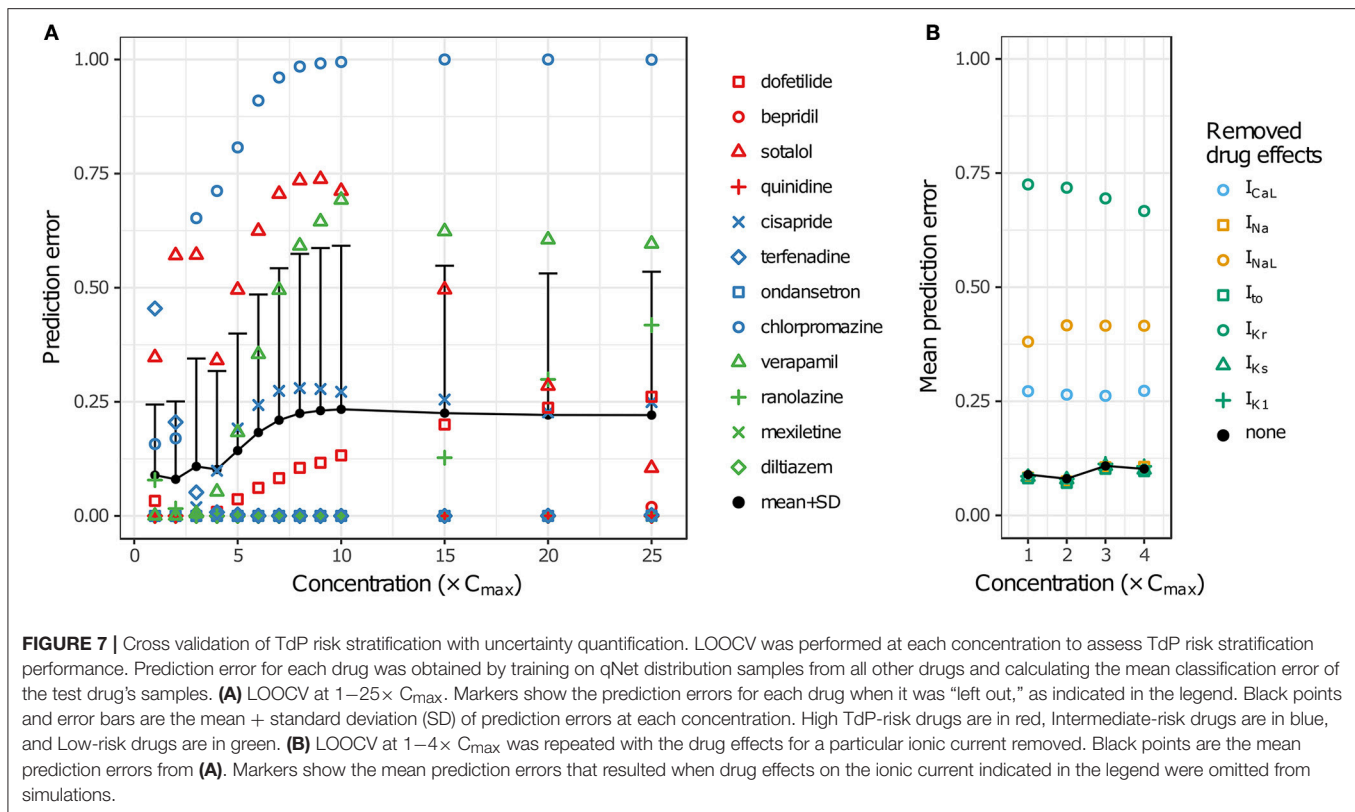 A
1.00
0.75
0.50
0.25
0.00
Prediction error
0
5
10
15
20
25
Concentration (× Cmax)
dofetilide
bepridil
sotalol
quinidine
cisapride
terfenadine
ondansetron
chlorpromazine
verapamil
ranolazine
mexiletine
diltiazem
mean+SD
B
1.00
0.75
0.50
0.25
0.00
Mean prediction error
1
2
3
4
Concentration (× Cmax)
Removed
drug effects
ICaL
INa
INaL
Ito
IKr
IKs
IK1
none
FIGURE 7 | Cross validation of TdP risk stratification with uncertainty quantification. LOOCV was performed at each concentration to assess TdP risk stratification
performance. Prediction error for each drug was obtained by training on qNet distribution samples from all other drugs and calculating the mean classification error of
the test drug's samples. (A) LOOCV at 1–25× Cmax. Markers show the prediction errors for each drug when it was "left out," as indicated in the legend. Black points
and error bars are the mean + standard deviation (SD) of prediction errors at each concentration. High TdP-risk drugs are in red, Intermediate-risk drugs are in blue,
and Low-risk drugs are in green. (B) LOOCV at 1–4× Cmax was repeated with the drug effects for a particular ionic current removed. Black points are the mean
prediction errors from (A). Markers show the mean prediction errors that resulted when drug effects on the ionic current indicated in the legend were omitted from
simulations.